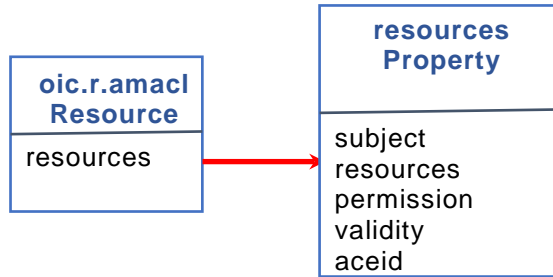 oic.r.amacl
Resource
resources
resources
Property
subject
resources
permission
validity
aceid